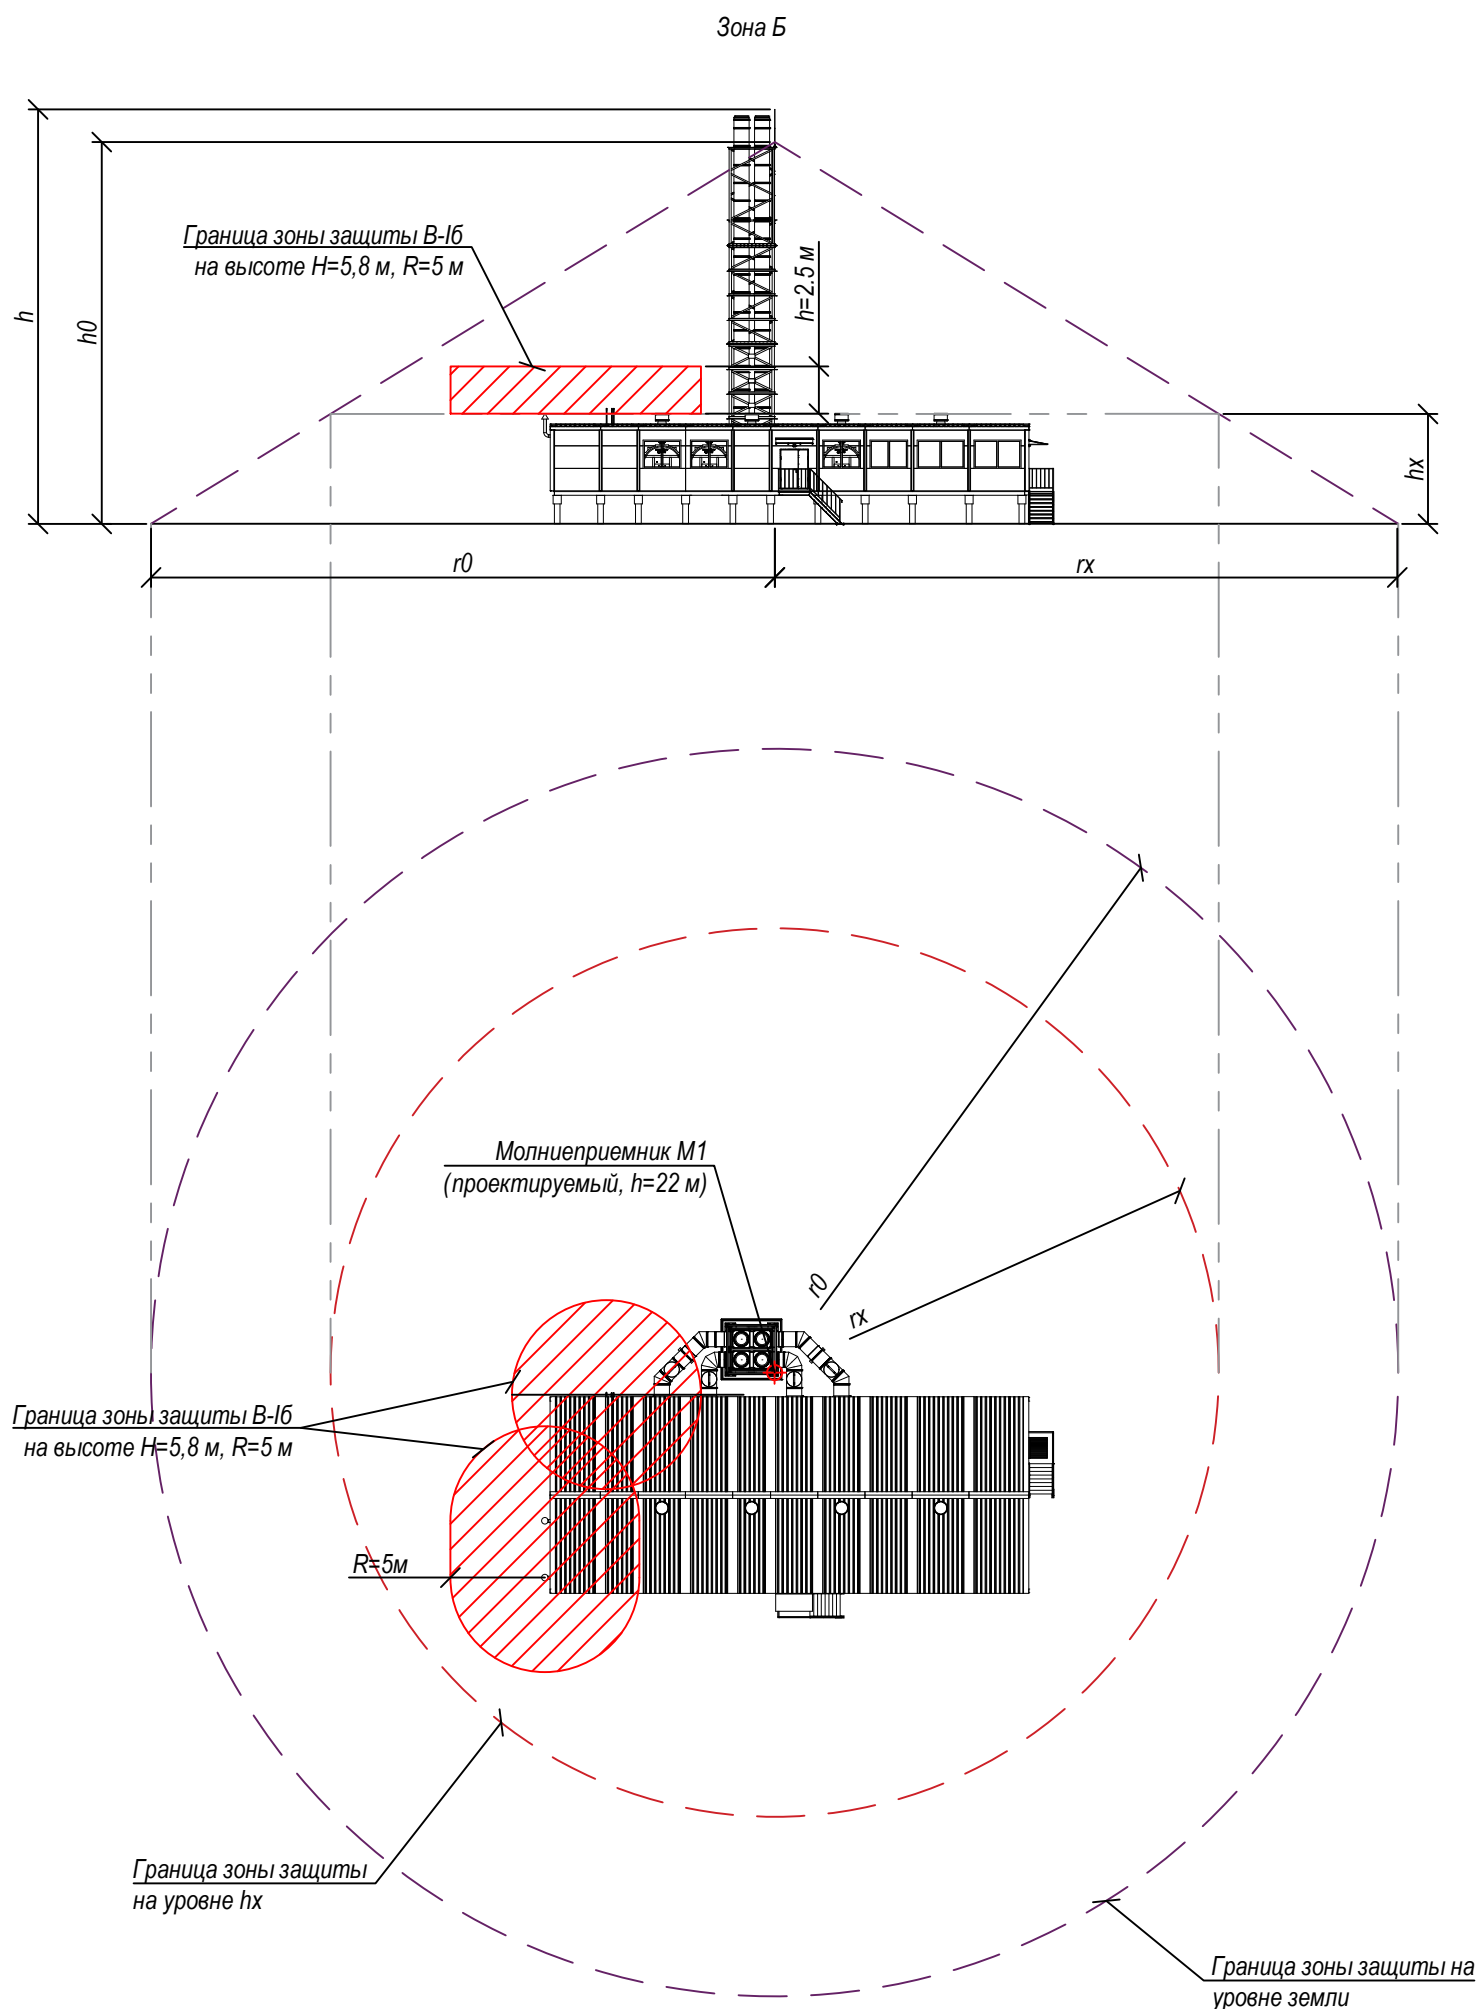 Зона Б
Граница зоны защиты В-Iб
на высоте Н=5,8 м, R=5 м
h
h0
h=2.5 м
hx
r0
rx
Молниеприемник М1
(проектируемый, h=22 м)
r0
rx
Граница зоны защиты В-Iб
на высоте Н=5,8 м, R=5 м
R=5м
Граница зоны защиты
на уровне hx
Граница зоны защиты на
уровне земли